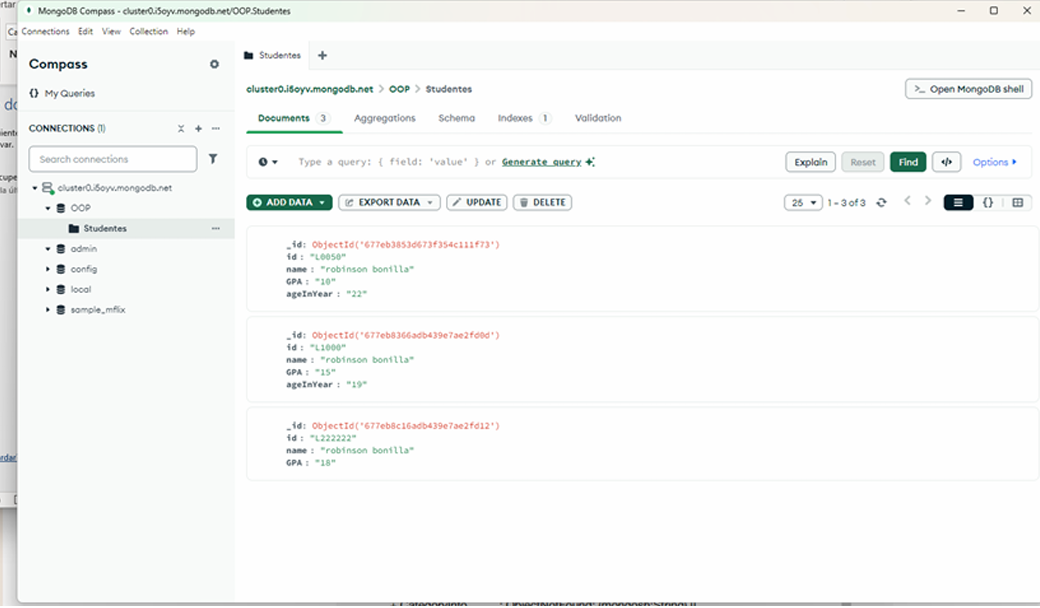 MongoDB Compass - cluster0.i5oyv.mongodb.net/OOP.Studentes
Connections Edit View Collection Help
Compass
{} My Queries
CONNECTIONS (1)
Search connections
cluster0.i5oyv.mongodb.net
OOP
Studentes
admin
config
local
sample_mflix
Studentes
cluster0.i5oyv.mongodb.net > OOP > Studentes
>_ Open MongoDB shell
Documents 3 Aggregations Schema Indexes 1 Validation
Type a query: { field: 'value' } or Generate query
Explain Reset Find </> Options
ADD DATA EXPORT DATA UPDATE DELETE
25 1 – 3 of 3 {}
_id: ObjectId('677eb3853d673f354c111f73')
id : "L0050"
name : "robinson bonilla"
GPA : "10"
ageInYear : "22"
_id: ObjectId('677eb8366adb439e7ae2fd0d')
id : "L1000"
name : "robinson bonilla"
GPA : "15"
ageInYear : "19"
_id: ObjectId('677eb8c16adb439e7ae2fd12')
id : "L222222"
name : "robinson bonilla"
GPA : "18"